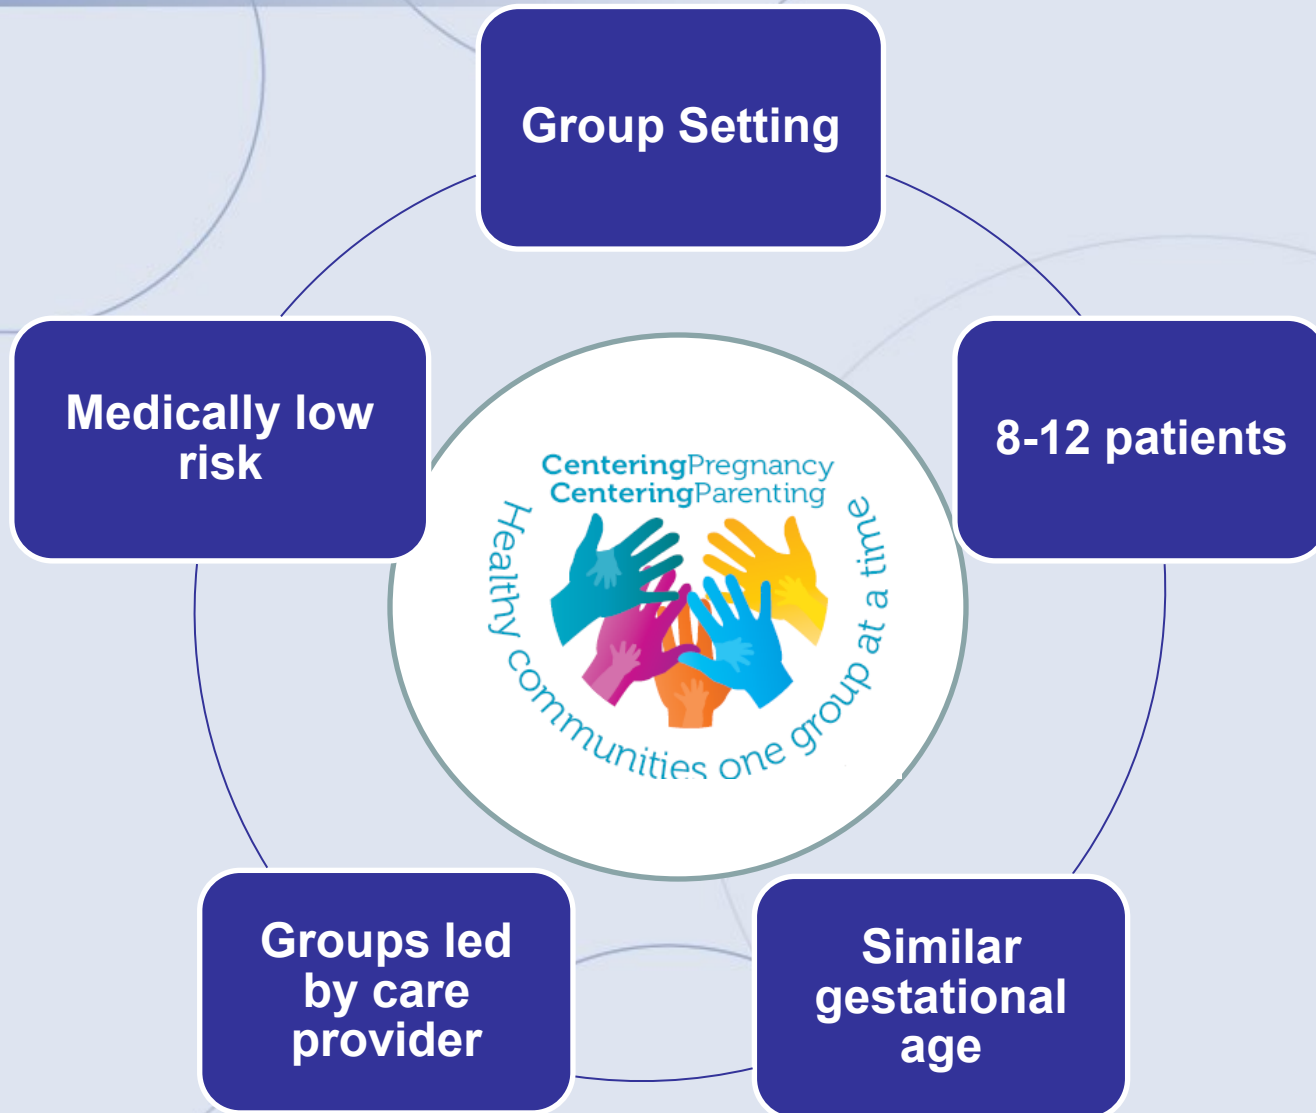 Group Setting
8-12 patients
Similar
gestational
age
Groups led
by care
provider
Medically low
risk
CenteringPregnancy
CenteringParenting
Healthy communities one group at a time